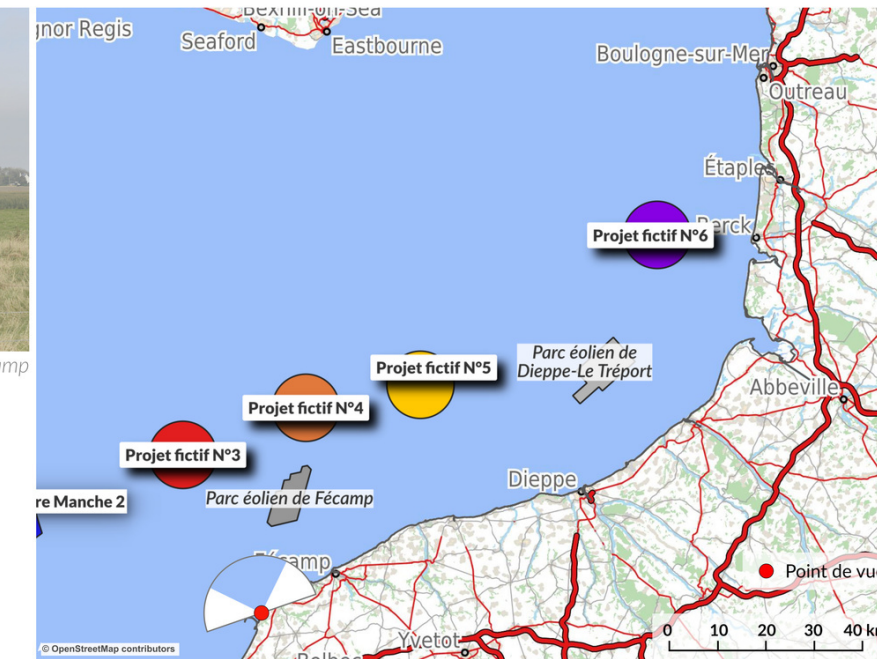 Bexhill-on-Sea
gnor Regis
Seaford
Eastbourne
Boulogne-sur-Mer
Outreau
Étaples
Berck
Projet fictif N°6
Parc éolien de
Dieppe-Le Tréport
Projet fictif N°5
Abbeville
Projet fictif N°4
Projet fictif N°3
Dieppe
re Manche 2
Parc éolien de Fécamp
mp
Fécamp
Point de vue
0 10 20 30 40 km
Yvetot
Bolbec
© OpenStreetMap contributors